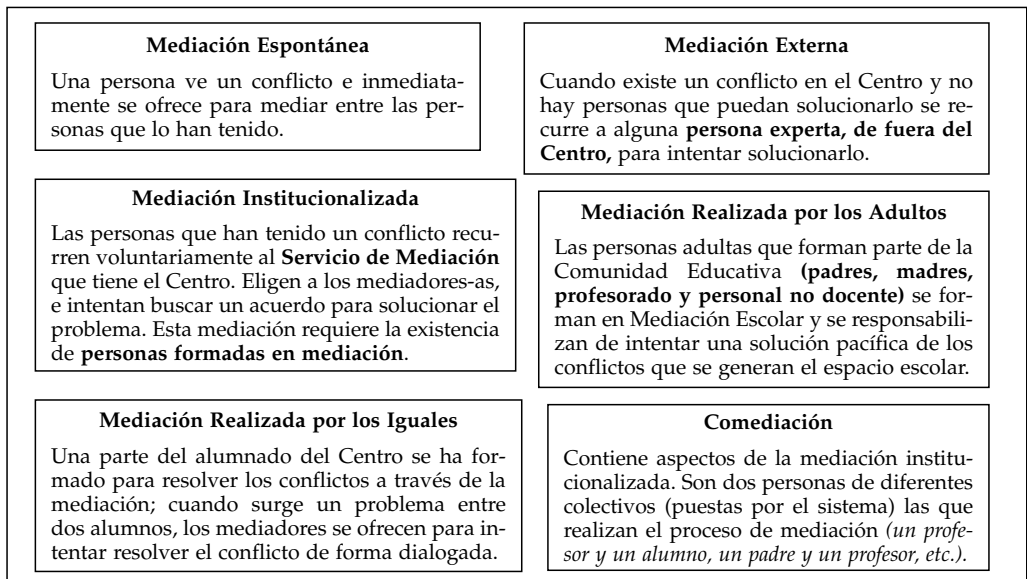 Mediación Espontánea
Una persona ve un conflicto e inmediata-
mente se ofrece para mediar entre las per-
sonas que lo han tenido.
Mediación Externa
Cuando existe un conflicto en el Centro y no
hay personas que puedan solucionarlo se re-
curre a alguna persona experta, de fuera del
Centro, para intentar solucionarlo.
Mediación Institucionalizada
Las personas que han tenido un conflicto recu-
rren voluntariamente al Servicio de Mediación
que tiene el Centro. Eligen a los mediadores-as,
e intentan buscar un acuerdo para solucionar el
problema. Esta mediación requiere la existencia
de personas formadas en mediación.
Mediación Realizada por los Adultos
Las personas adultas que forman parte de la
Comunidad Educativa (padres, madres,
profesorado y personal no docente) se for-
man en Mediación Escolar y se responsabili-
zan de intentar una solución pacífica de los
conflictos que se generan el espacio escolar.
Mediación Realizada por los Iguales
Una parte del alumnado del Centro se ha for-
mado para resolver los conflictos a través de la
mediación; cuando surge un problema entre
dos alumnos, los mediadores se ofrecen para in-
tentar resolver el conflicto de forma dialogada.
Comediación
Contiene aspectos de la mediación institu-
cionalizada. Son dos personas de diferentes
colectivos (puestas por el sistema) las que
realizan el proceso de mediación (un profe-
sor y un alumno, un padre y un profesor, etc.).